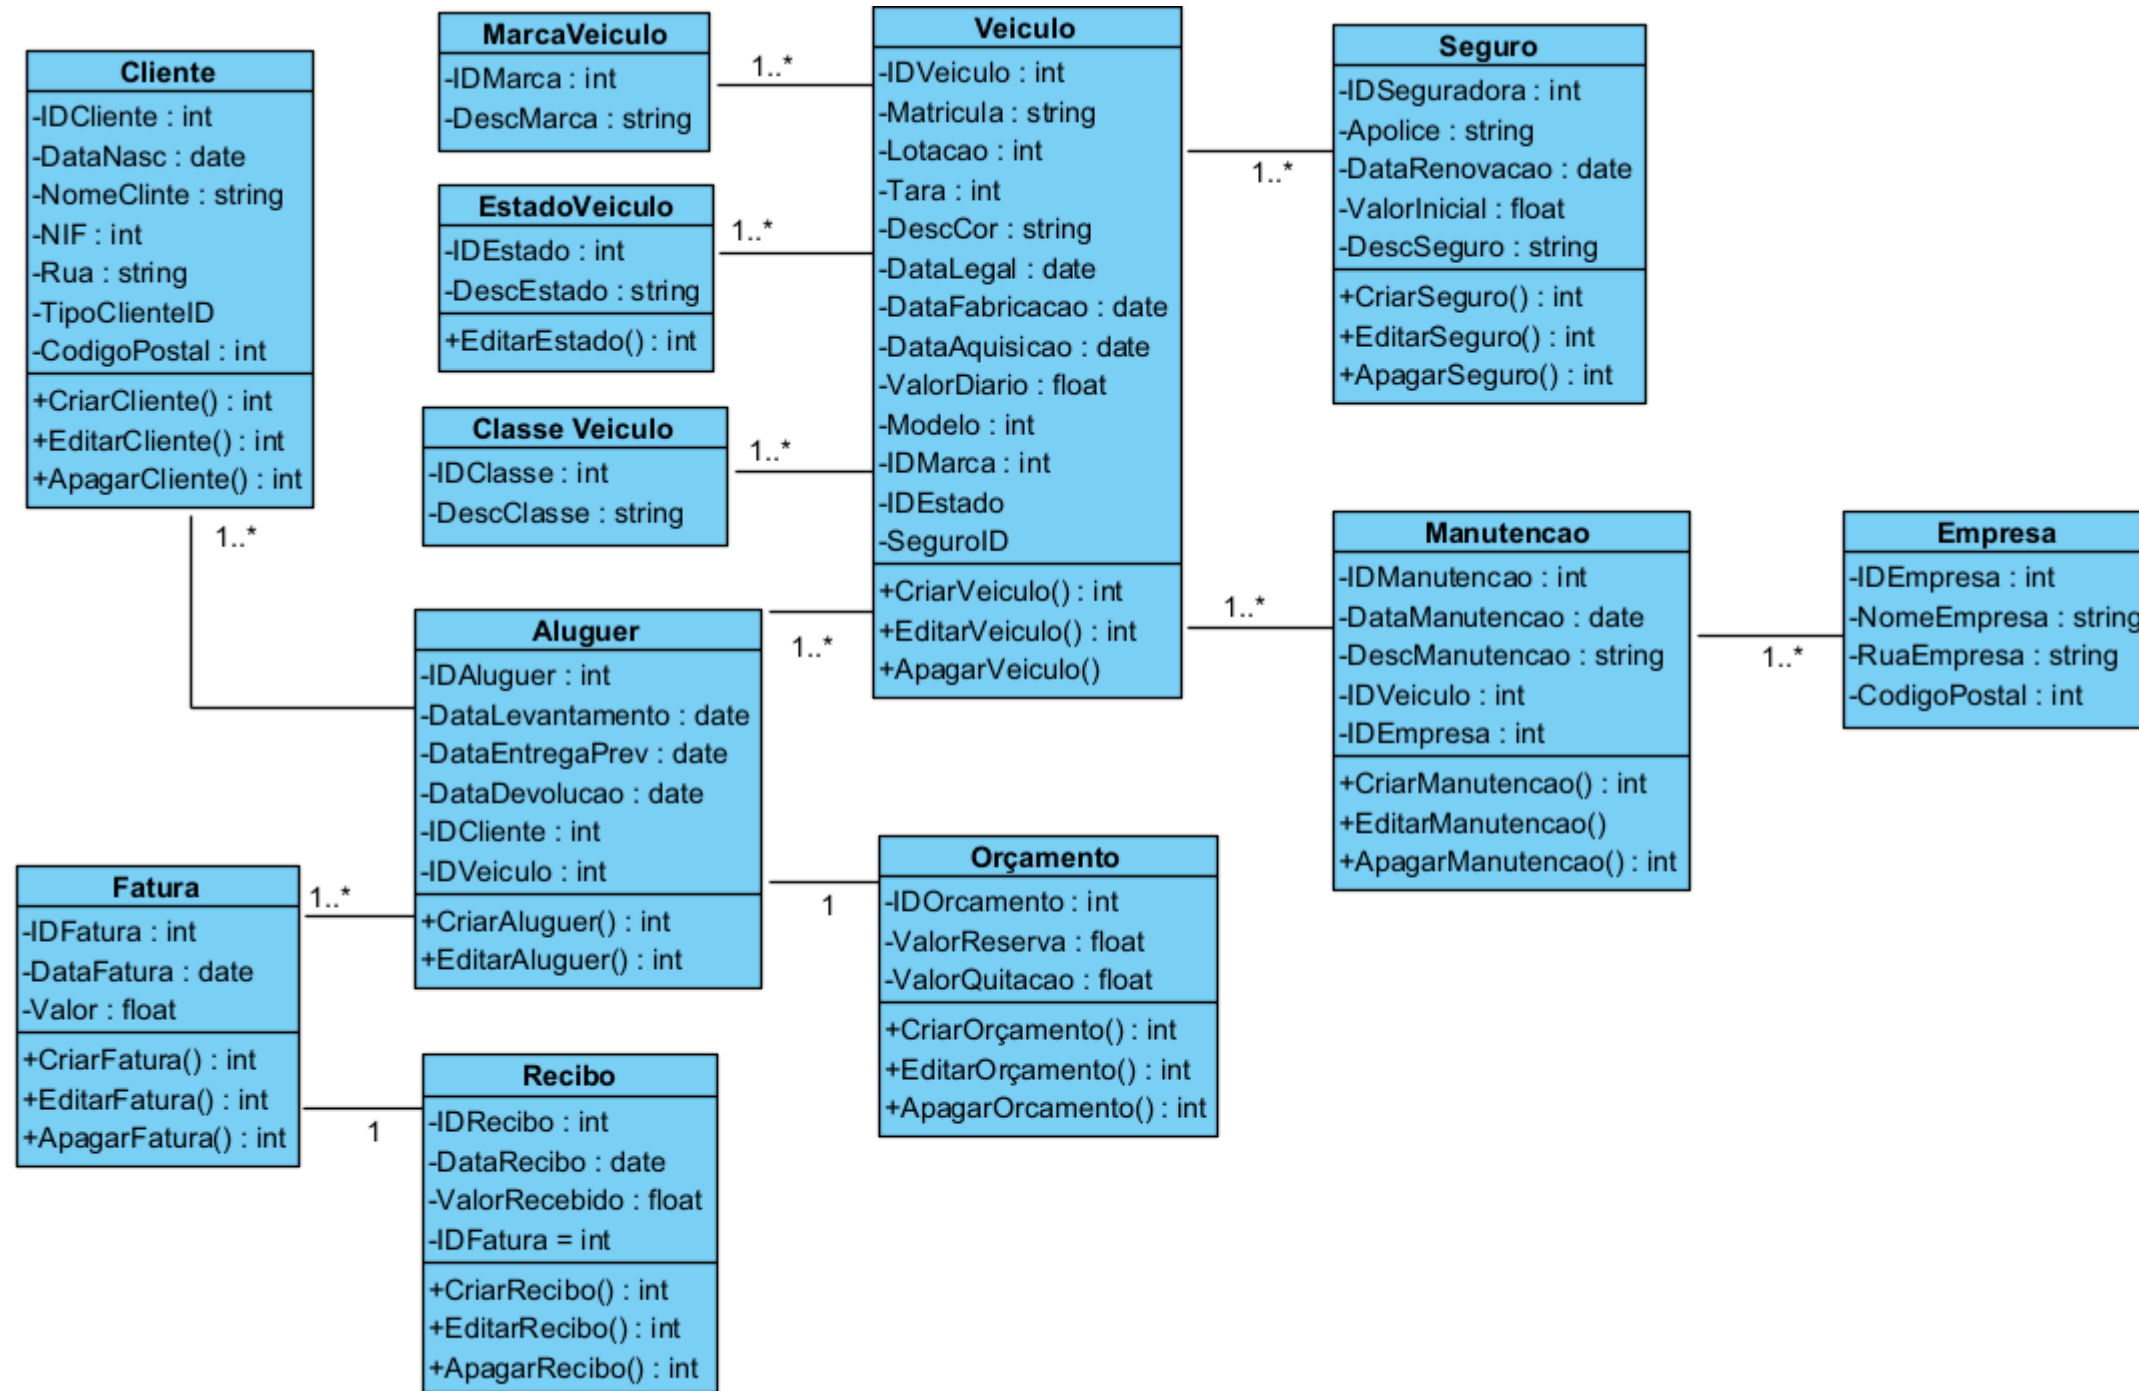 Cliente
-IDCliente : int
-DataNasc : date
-NomeClinte : string
-NIF : int
-Rua : string
-TipoClienteID
-CodigoPostal : int
+CriarCliente() : int
+EditarCliente() : int
+ApagarCliente() : int
1..*
MarcaVeiculo
-IDMarca : int
-DescMarca : string
1..*
EstadoVeiculo
-IDEstado : int
-DescEstado : string
+EditarEstado() : int
1..*
Classe Veiculo
-IDClasse : int
-DescClasse : string
1..*
Veiculo
-IDVeiculo : int
-Matricula : string
-Lotacao : int
-Tara : int
-DescCor : string
-DataLegal : date
-DataFabricacao : date
-DataAquisicao : date
-ValorDiario : float
-Modelo : int
-IDMarca : int
-IDEstado
-SeguroID
+CriarVeiculo() : int
+EditarVeiculo() : int
+ApagarVeiculo()
1..*
Seguro
-IDSeguradora : int
-Apolice : string
-DataRenovacao : date
-ValorInicial : float
-DescSeguro : string
+CriarSeguro() : int
+EditarSeguro() : int
+ApagarSeguro() : int
1..*
Manutencao
-IDManutencao : int
-DataManutencao : date
-DescManutencao : string
-IDVeiculo : int
-IDEmpresa : int
+CriarManutencao() : int
+EditarManutencao()
+ApagarManutencao() : int
1..*
Empresa
-IDEmpresa : int
-NomeEmpresa : string
-RuaEmpresa : string
-CodigoPostal : int
Aluguer
-IDAluguer : int
-DataLevantamento : date
-DataEntregaPrev : date
-DataDevolucao : date
-IDCliente : int
-IDVeiculo : int
+CriarAluguer() : int
+EditarAluguer() : int
1..*
1..*
Fatura
-IDFatura : int
-DataFatura : date
-Valor : float
+CriarFatura() : int
+EditarFatura() : int
+ApagarFatura() : int
1
Orçamento
-IDOrcamento : int
-ValorReserva : float
-ValorQuitacao : float
+CriarOrçamento() : int
+EditarOrçamento() : int
+ApagarOrcamento() : int
1
Recibo
-IDRecibo : int
-DataRecibo : date
-ValorRecebido : float
-IDFatura = int
+CriarRecibo() : int
+EditarRecibo() : int
+ApagarRecibo() : int